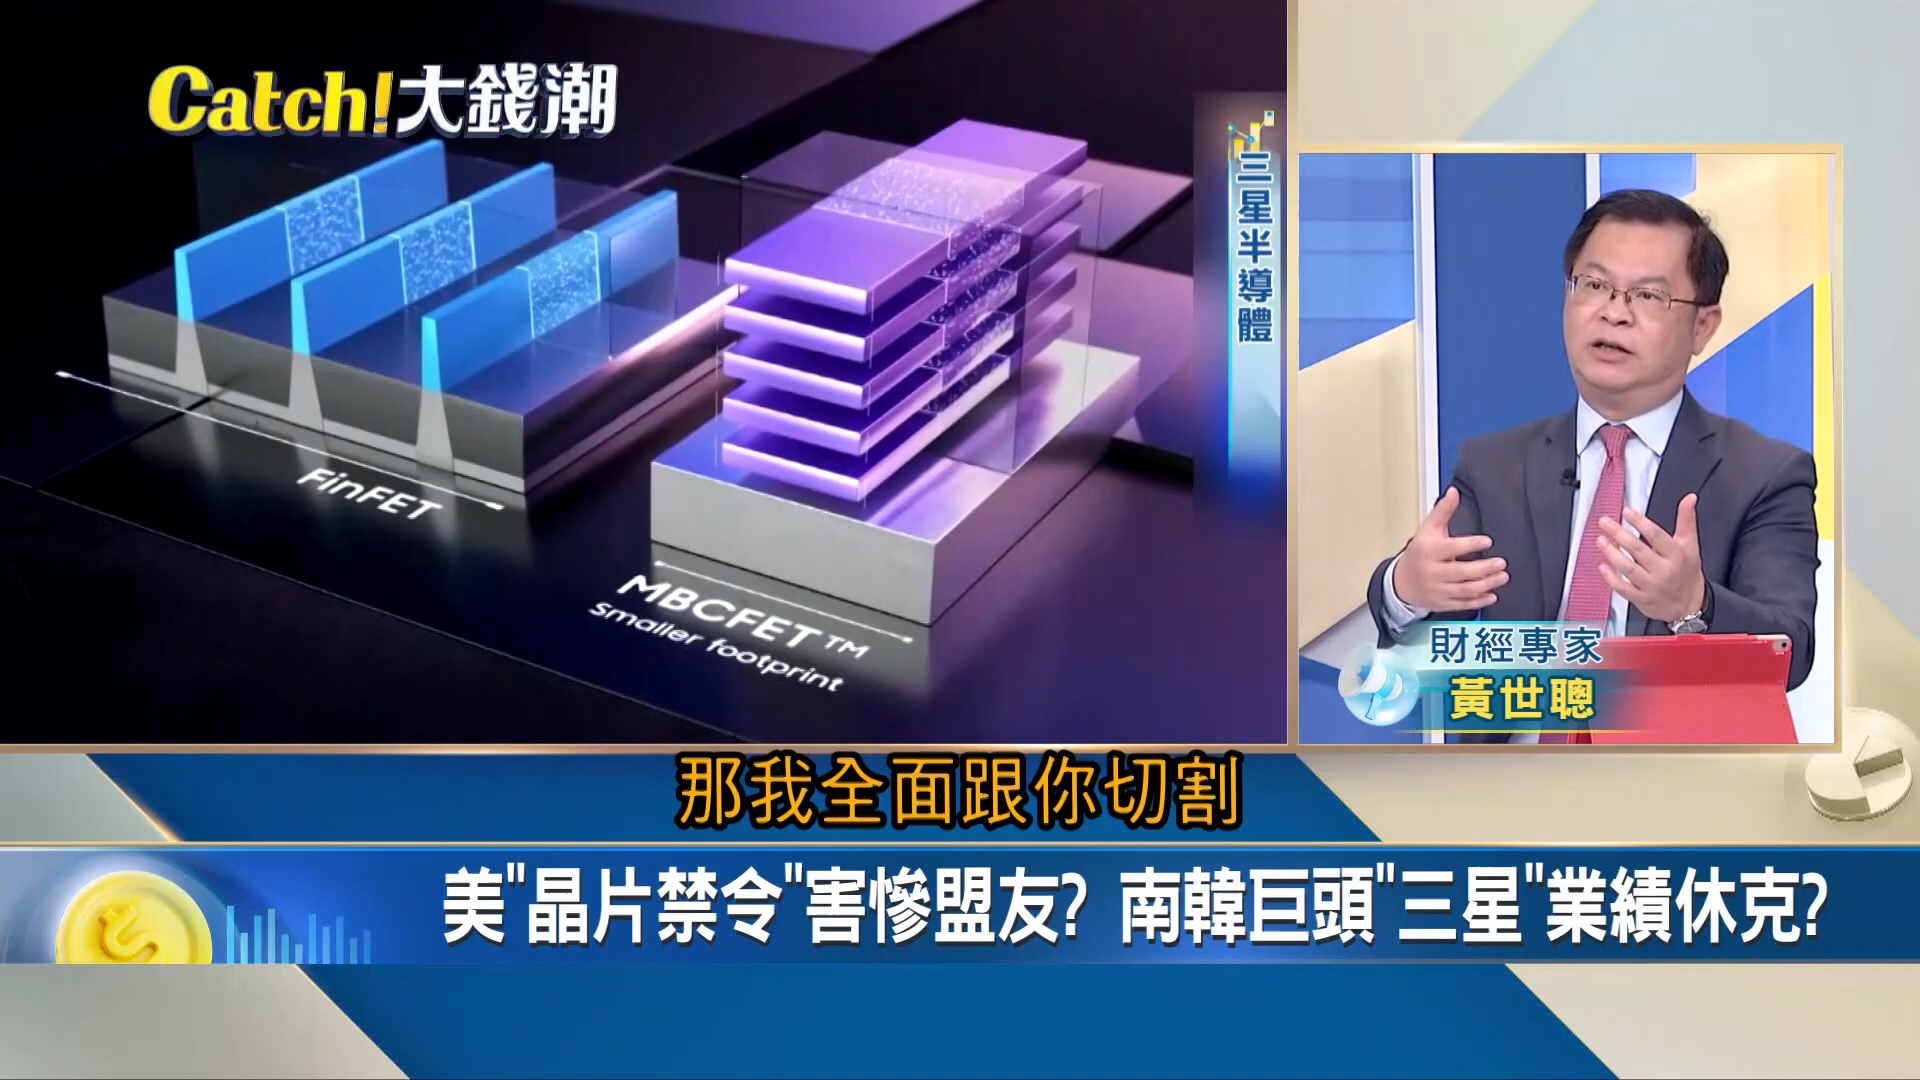 Catch!大錢潮
三星半導體
FinFET
MBCFET™
smaller footprint
財經專家
黃世聰
那我全面跟你切割
美"晶片禁令"害慘盟友? 南韓巨頭"三星"業績休克?